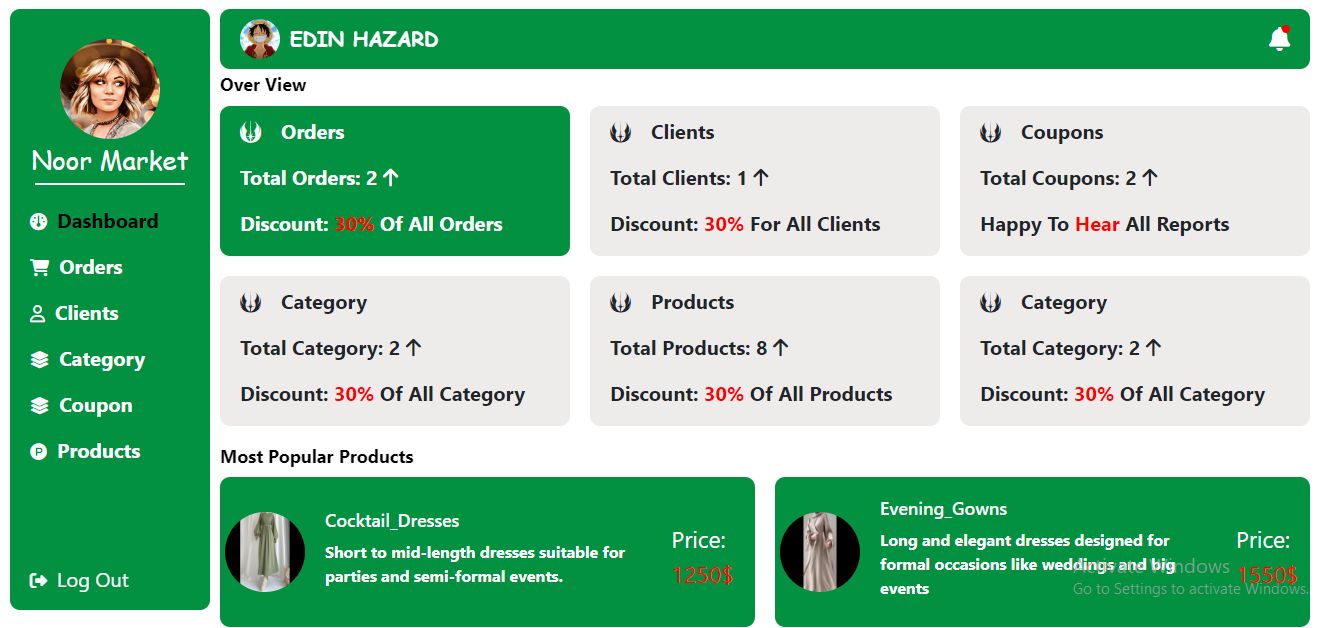 Noor Market
Dashboard
Orders
Clients
Category
Coupon
Products
Log Out
EDIN HAZARD
Over View
Orders
Total Orders: 2
Discount: 30% Of All Orders
Clients
Total Clients: 1
Discount: 30% For All Clients
Coupons
Total Coupons: 2
Happy To Hear All Reports
Category
Total Category: 2
Discount: 30% Of All Category
Products
Total Products: 8
Discount: 30% Of All Products
Category
Total Category: 2
Discount: 30% Of All Category
Most Popular Products
Cocktail_Dresses
Short to mid-length dresses suitable for
parties and semi-formal events.
Price:
1250$
Evening_Gowns
Long and elegant dresses designed for
formal occasions like weddings and big
events
Price:
1550$
Activate Windows
Go to Settings to activate Windows.